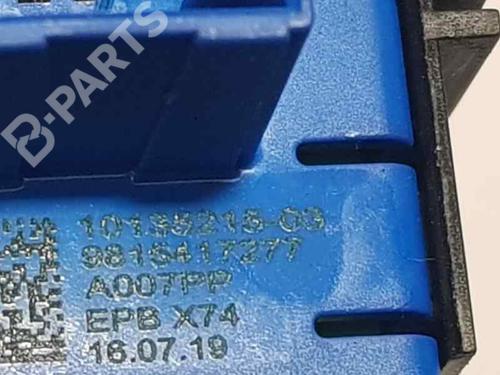 B-PARTS
10135215-03
9815417277
A007PP
EPB X74
16.07.19